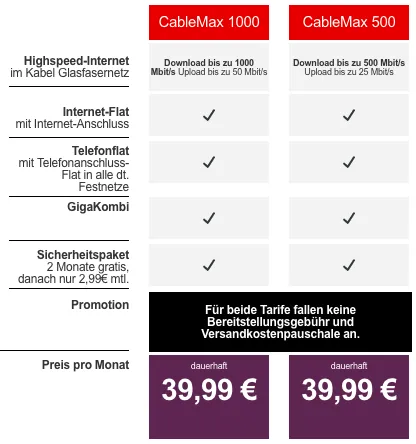 CableMax 1000 CableMax 500
Highspeed-Internet
im Kabel Glasfasernetz
Download bis zu 1000
Mbit/s Upload bis zu 50 Mbit/s
Download bis zu 500 Mbit/s
Upload bis zu 25 Mbit/s
Internet-Flat
mit Internet-Anschluss
Telefonflat
mit Telefonanschluss-
Flat in alle dt.
Festnetze
GigaKombi
Sicherheitspaket
2 Monate gratis,
danach nur 2,99€ mtl.
Promotion
Für beide Tarife fallen keine
Bereitstellungsgebühr und
Versandkostenpauschale an.
Preis pro Monat
dauerhaft
39,99 €
dauerhaft
39,99 €